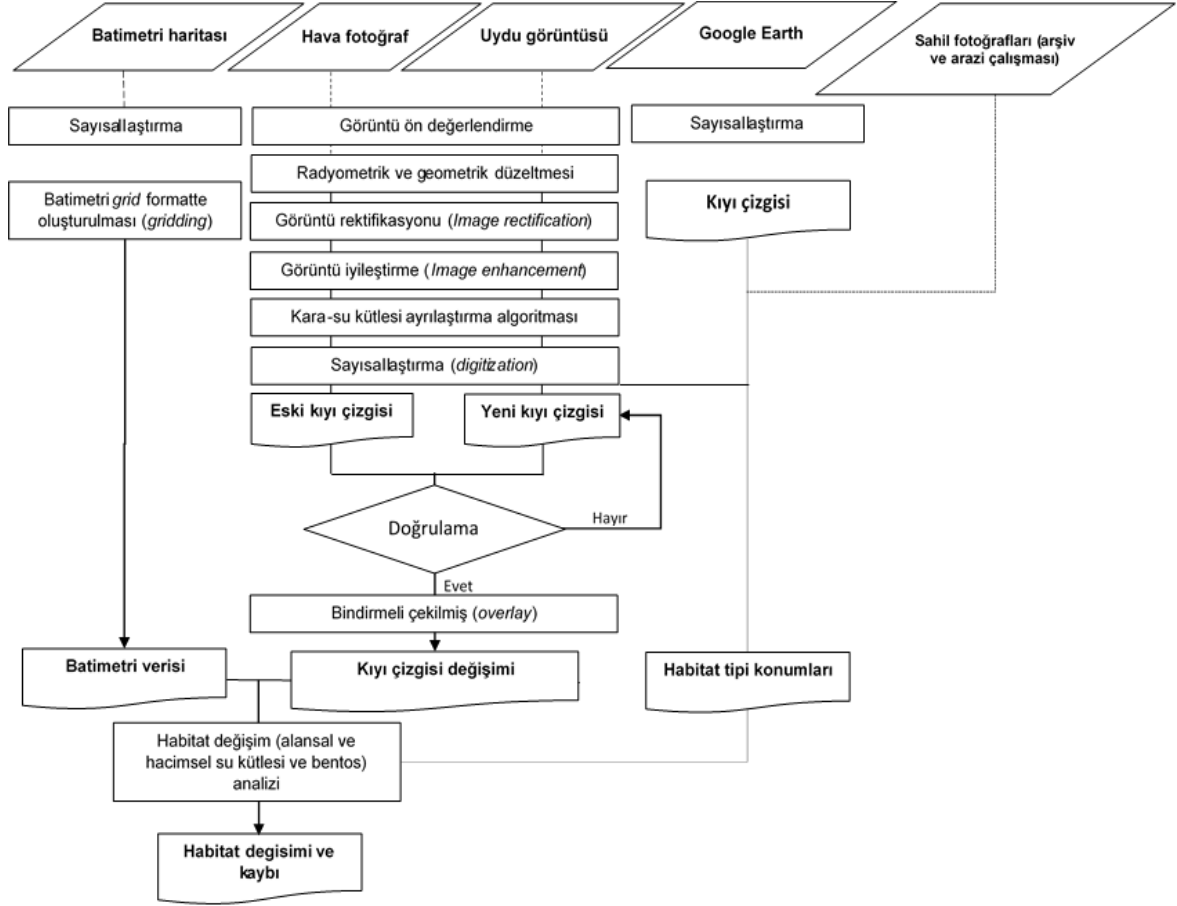 Batimetri haritası
Hava fotoğraf
Uydu görüntüsü
Google Earth
Sahil fotoğrafları (arşiv
ve arazi çalışması)
Sayısallaştırma
Görüntü ön değerlendirme
Sayısallaştırma
Radyometrik ve geometrik düzeltmesi
Batimetri grid formatte
oluşturulması (gridding)
Görüntü rektifikasyonu (Image rectification)
Kıyı çizgisi
Görüntü iyileştirme (Image enhancement)
Kara-su kütlesi ayrılaştırma algoritması
Sayısallaştırma (digitization)
Eski kıyı çizgisi
Yeni kıyı çizgisi
Doğrulama
Hayır
Evet
Bindirmeli çekilmiş (overlay)
Batimetri verisi
Kıyı çizgisi değişimi
Habitat tipi konumları
Habitat değişim (alansal ve
hacimsel su kütlesi ve bentos)
analizi
Habitat degisimi ve
kaybı